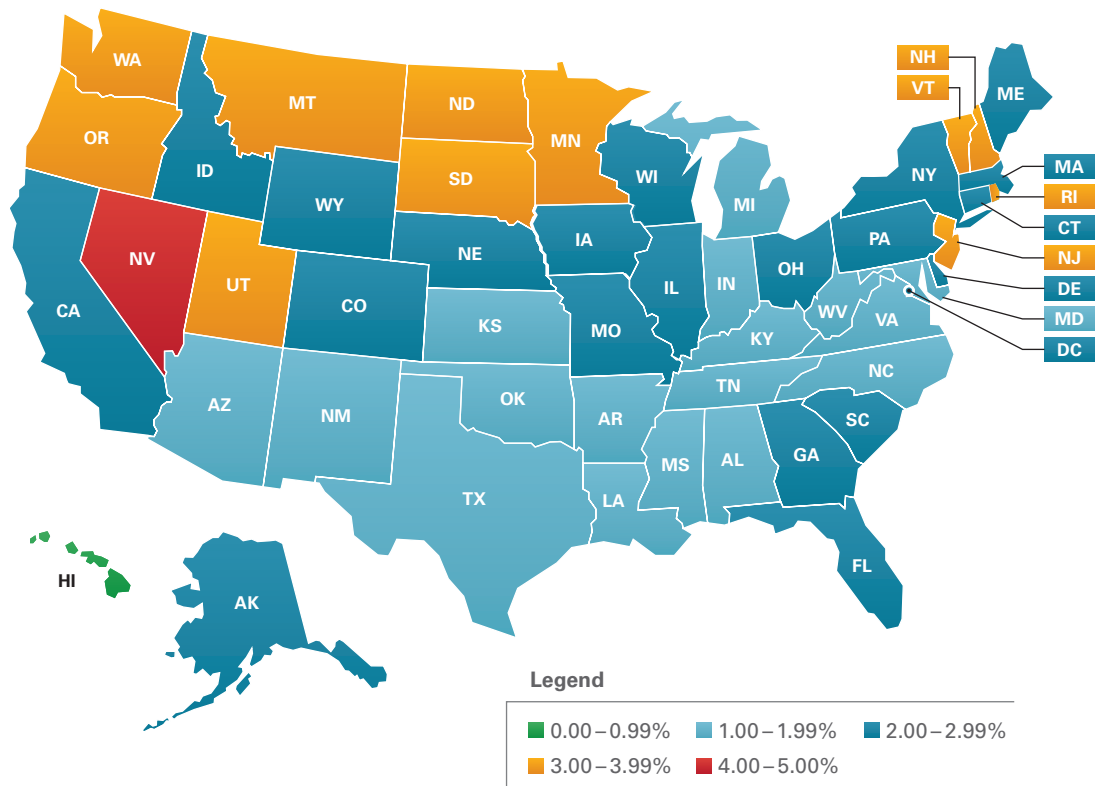 WA
MT
ND
MN
OR
ID
SD
WY
WI
MI
NY
ME
NH
VT
MA
RI
CT
NJ
DE
MD
DC
NV
UT
CA
CO
NE
IA
IL
IN
OH
PA
KS
MO
KY
WV
VA
AZ
NM
OK
AR
TN
NC
SC
TX
LA
MS
AL
GA
FL
HI
AK
Legend
0.00–0.99% 1.00–1.99% 2.00–2.99%
3.00–3.99% 4.00–5.00%